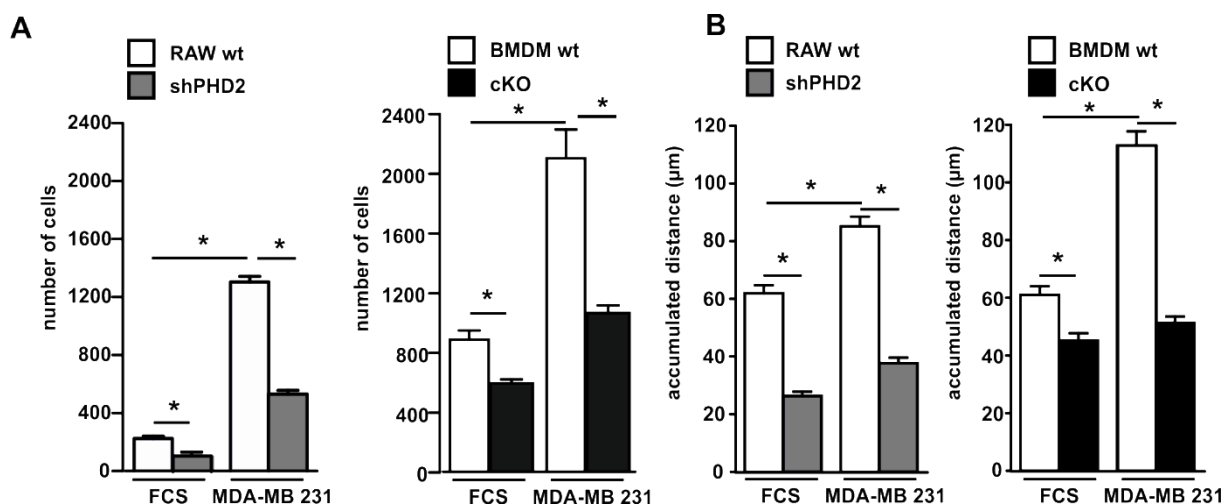 A
RAW wt
shPHD2
number of cells
2400
2000
1600
1200
800
400
0
*
*
*
FCS
MDA-MB 231
BMDM wt
cKO
number of cells
2400
2000
1600
1200
800
400
0
*
*
*
FCS
MDA-MB 231
B
RAW wt
shPHD2
accumulated distance (µm)
120
100
80
60
40
20
0
*
*
*
FCS
MDA-MB 231
BMDM wt
cKO
accumulated distance (µm)
120
100
80
60
40
20
0
*
*
*
FCS
MDA-MB 231